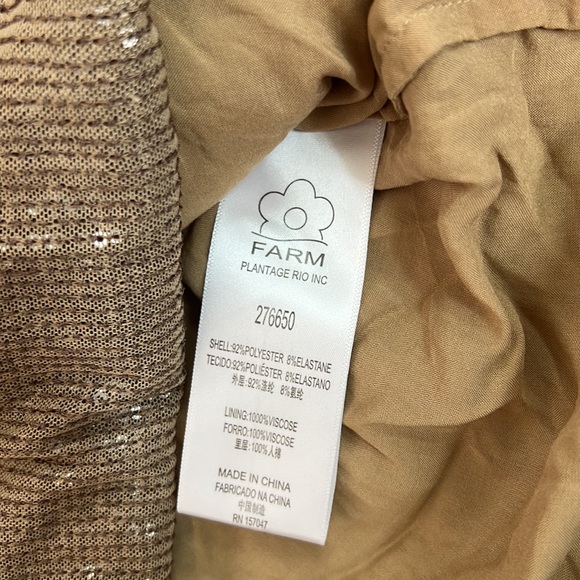 FARM
PLANTAGE RIO INC
276650
SHELL:92%POLYESTER 8%ELASTANE
TECIDO:92%POLIÉSTER 8%ELASTANO
外层:92%涤纶 8%氨纶
LINING:1000%VISCOSE
FORRO:100%VISCOSE
里层:100%人棉
MADE IN CHINA
FABRICADO NA CHINA
中国制造
RN 157047